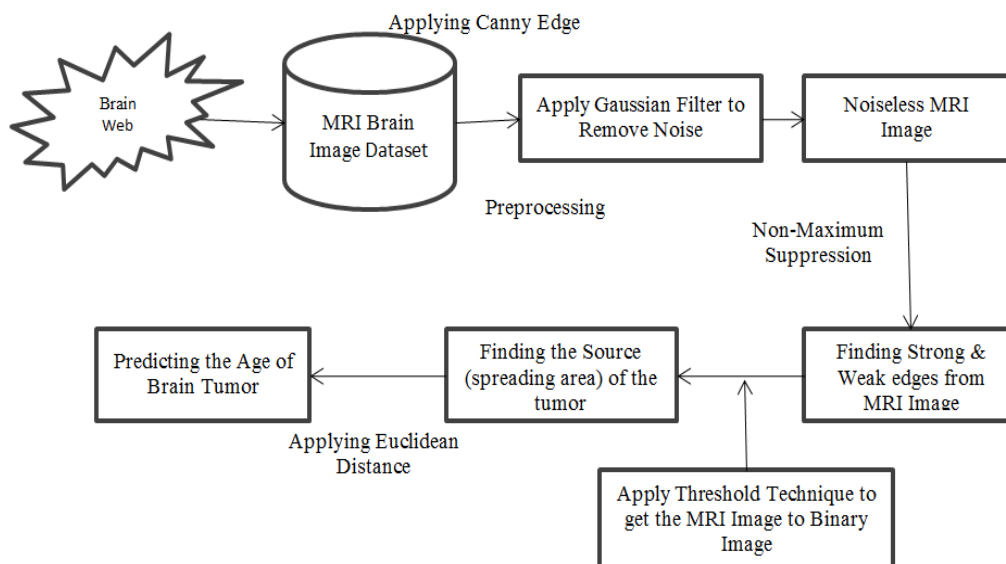 Applying Canny Edge
Brain
Web
MRI Brain
Image Dataset
Apply Gaussian Filter to
Remove Noise
Noiseless MRI
Image
Preprocessing
Non-Maximum
Suppression
Predicting the Age of
Brain Tumor
Finding the Source
(spreading area) of the
tumor
Finding Strong &
Weak edges from
MRI Image
Applying Euclidean
Distance
Apply Threshold Technique to
get the MRI Image to Binary
Image